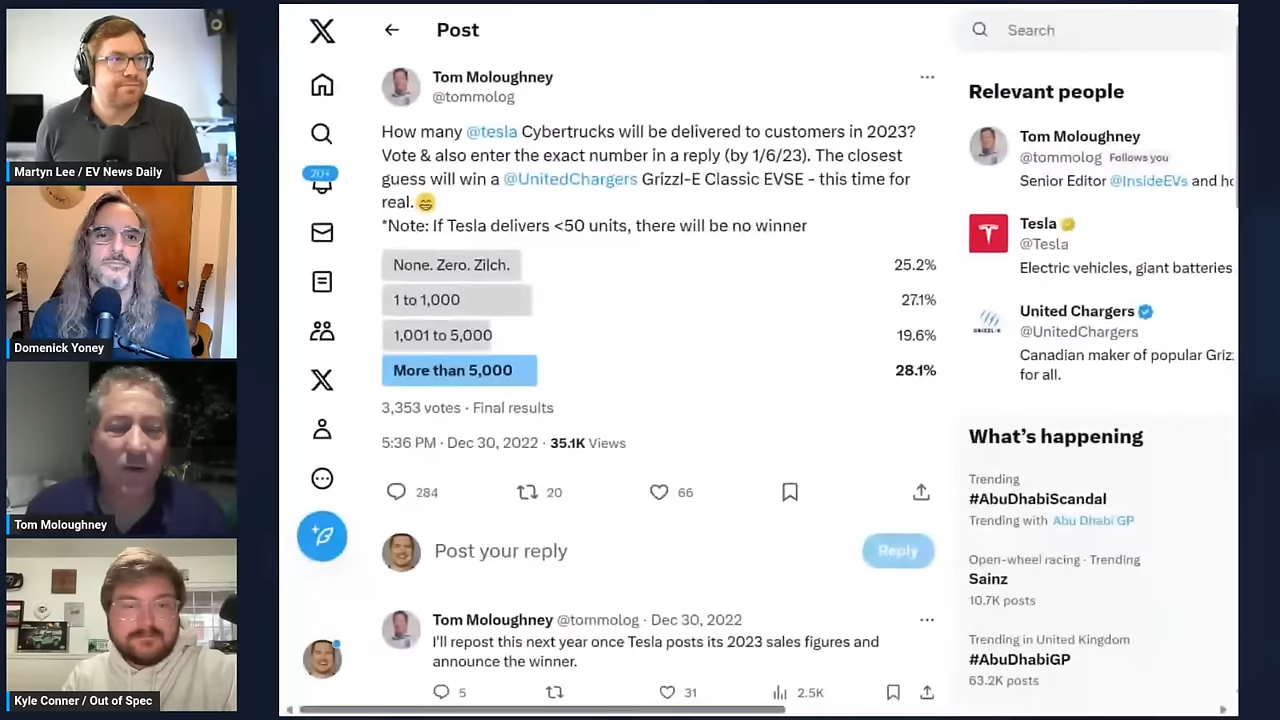 Martyn Lee / EV News Daily
Domenick Yoney
Tom Moloughney
Kyle Conner / Out of Spec
20+
Post
Tom Moloughney
@tommolog
How many @tesla Cybertrucks will be delivered to customers in 2023?
Vote & also enter the exact number in a reply (by 1/6/23). The closest
guess will win a @UnitedChargers Grizzl-E Classic EVSE - this time for
real.😄
*Note: If Tesla delivers <50 units, there will be no winner
None. Zero. Zilch. 25.2%
1 to 1,000 27.1%
1,001 to 5,000 19.6%
More than 5,000 28.1%
3,353 votes · Final results
5:36 PM · Dec 30, 2022 · 35.1K Views
284 20 66
Post your reply
Reply
Tom Moloughney @tommolog · Dec 30, 2022
I'll repost this next year once Tesla posts its 2023 sales figures and
announce the winner.
5 31 2.5K
Search
Relevant people
Tom Moloughney
@tommolog Follows you
Senior Editor @InsideEVs and ho
Tesla
@Tesla
Electric vehicles, giant batteries
United Chargers
GRIZZL-E
@UnitedChargers
Canadian maker of popular Griz
for all.
What's happening
Trending
#AbuDhabiScandal
Trending with Abu Dhabi GP
Open-wheel racing · Trending
Sainz
10.7K posts
Trending in United Kingdom
#AbuDhabiGP
63.2K posts